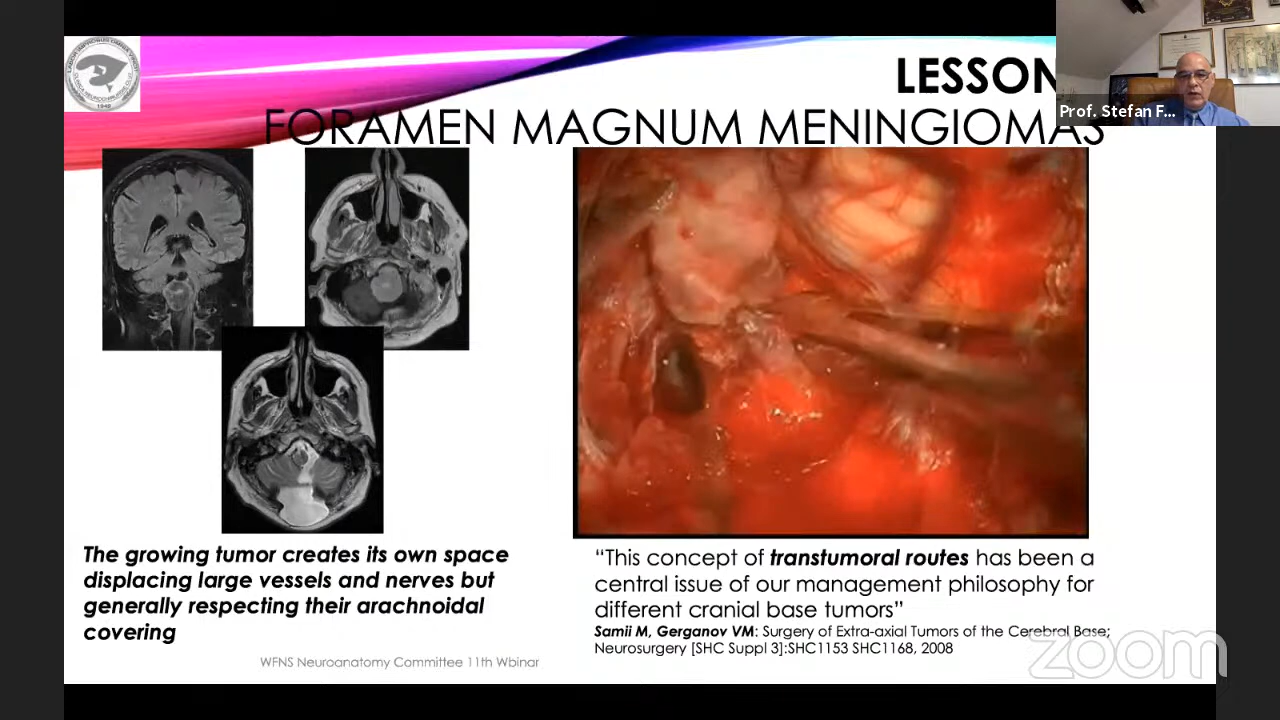 LESSON
FORAMEN MAGNUM MENINGIOMAS
Prof. Stefan F...
1948
The growing tumor creates its own space
displacing large vessels and nerves but
generally respecting their arachnoidal
covering
“This concept of transtumoral routes has been a
central issue of our management philosophy for
different cranial base tumors”
Samii M, Gerganov VM: Surgery of Extra-axial Tumors of the Cerebral Base;
Neurosurgery [SHC Suppl 3]:SHC1153 SHC1168, 2008
WFNS Neuroanatomy Committee 11th Wbinar
zoom